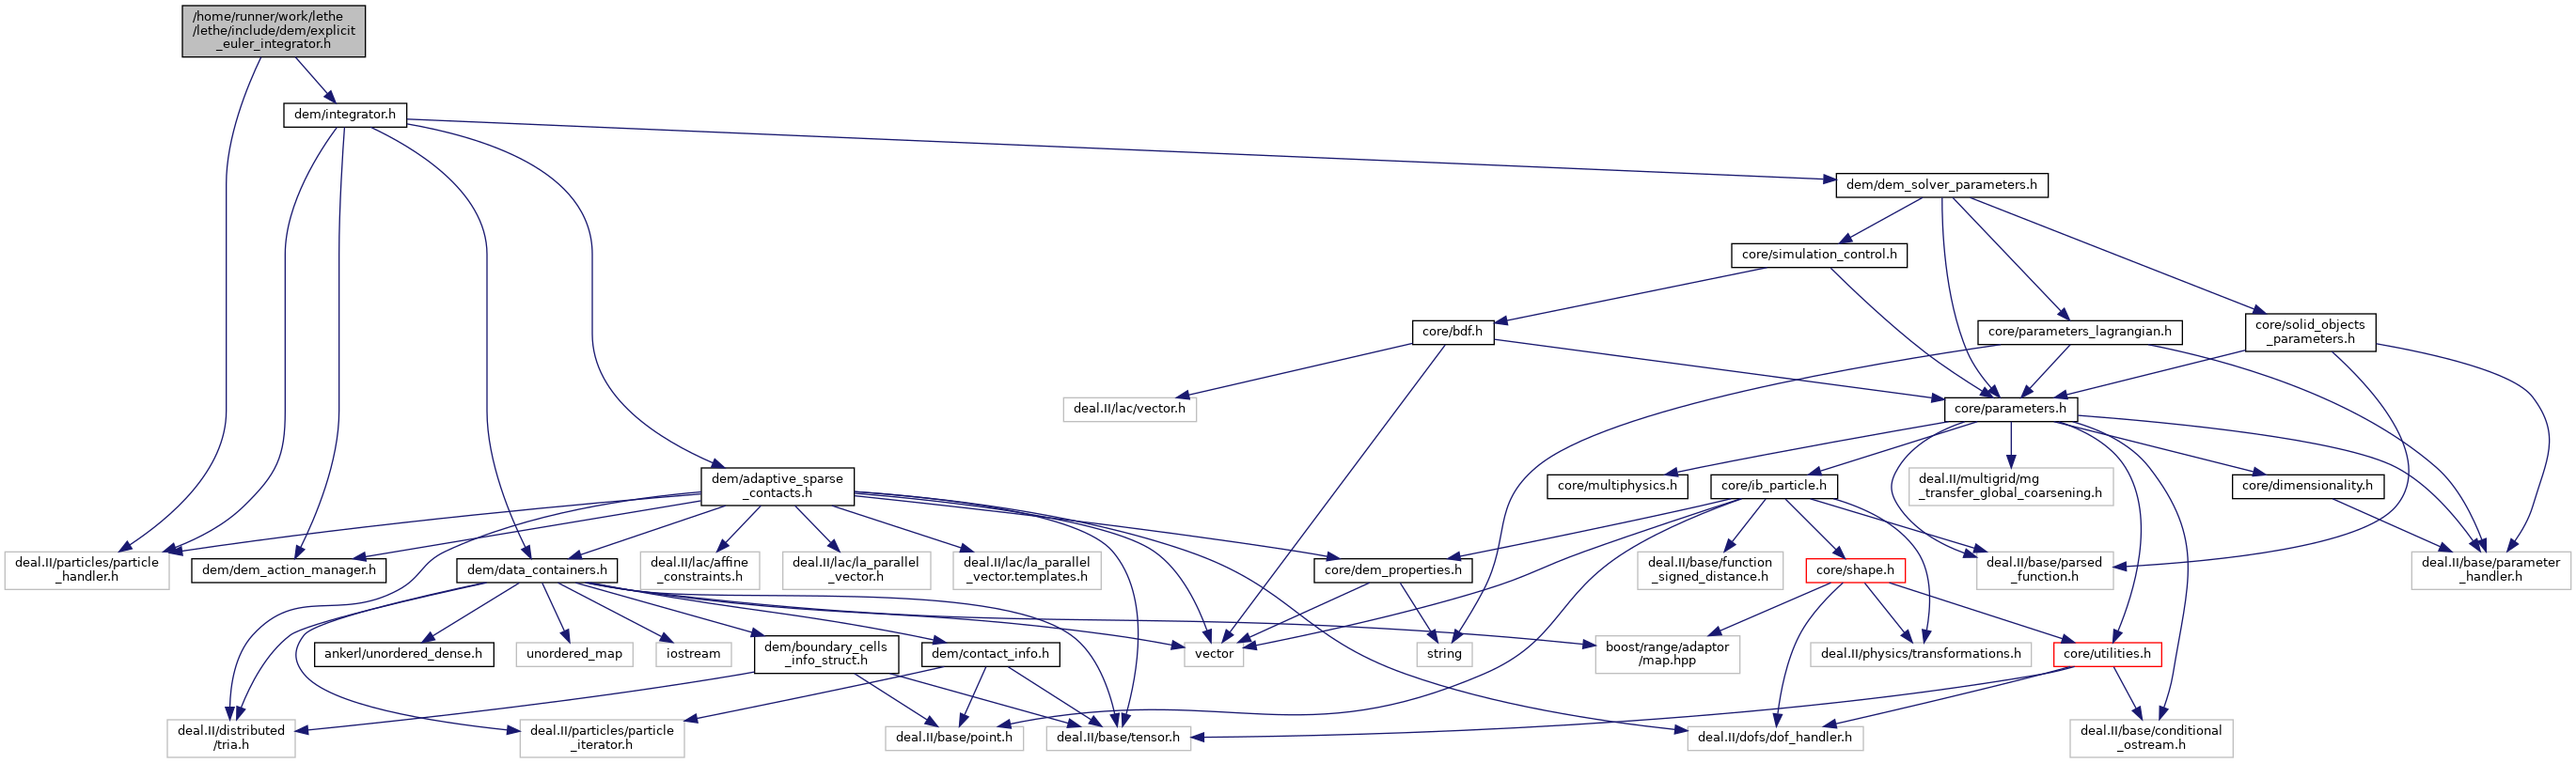 /home/runner/work/lethe
/lethe/include/dem/explicit
_euler_integrator.h
dem/integrator.h
dem/dem_solver_parameters.h
core/simulation_control.h
core/bdf.h
core/parameters_lagrangian.h
core/solid_objects
_parameters.h
deal.II/lac/vector.h
core/parameters.h
dem/adaptive_sparse
_contacts.h
core/multiphysics.h
core/ib_particle.h
deal.II/multigrid/mg
_transfer_global_coarsening.h
core/dimensionality.h
deal.II/particles/particle
_handler.h
dem/dem_action_manager.h
dem/data_containers.h
deal.II/lac/affine
_constraints.h
deal.II/lac/la_parallel
_vector.h
deal.II/lac/la_parallel
_vector.templates.h
core/dem_properties.h
deal.II/base/function
_signed_distance.h
core/shape.h
deal.II/base/parsed
_function.h
deal.II/base/parameter
_handler.h
ankerl/unordered_dense.h
unordered_map
iostream
dem/boundary_cells
_info_struct.h
dem/contact_info.h
vector
string
boost/range/adaptor
/map.hpp
deal.II/physics/transformations.h
core/utilities.h
deal.II/distributed
/tria.h
deal.II/particles/particle
_iterator.h
deal.II/base/point.h
deal.II/base/tensor.h
deal.II/dofs/dof_handler.h
deal.II/base/conditional
_ostream.h